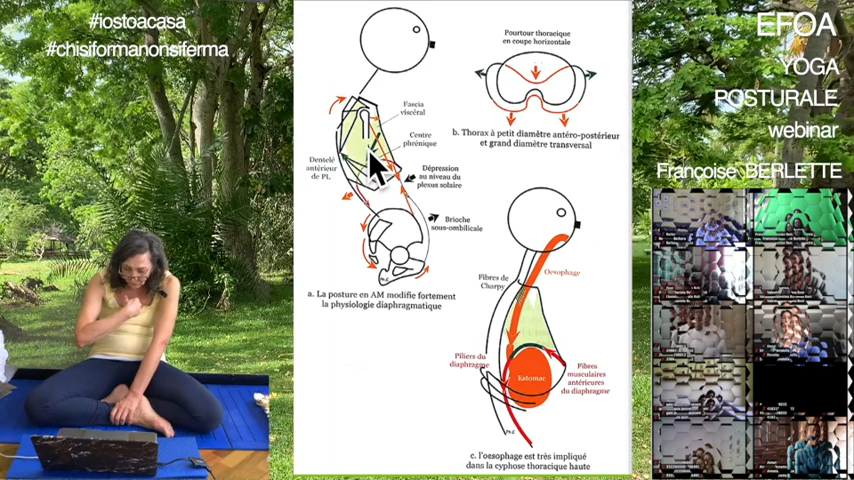 #iostoacasa
#chisiformanonsiferma
Fascia
viscéral
Centre
phrénique
Dentelé
antérieur
de PL
Dépression
au niveau du
plexus solaire
Brioche
sous-ombilicale
a. La posture en AM modifie fortement
la physiologie diaphragmatique
Pourtour thoracique
en coupe horizontale
b. Thorax à petit diamètre antéro-postérieur
et grand diamètre transversal
Oesophage
Fibres de
Charpy
Piliers du
diaphragme
Estomac
Fibres
musculaires
antérieures
du diaphragme
c. l'oesophage est très impliqué
dans la cyphose thoracique haute
EFOA
YOGA
POSTURALE
webinar
Françoise BERLETTE